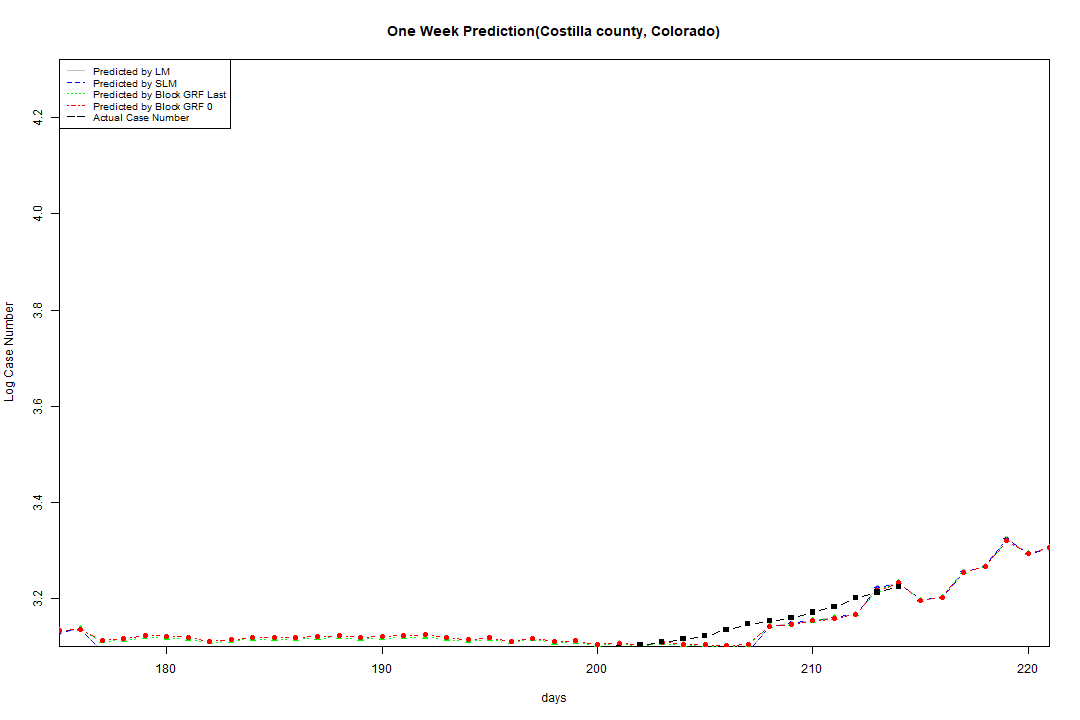 One Week Prediction(Costilla county, Colorado)
Predicted by LM
Predicted by SLM
Predicted by Block GRF Last
Predicted by Block GRF 0
Actual Case Number
4.2
4.0
3.8
3.6
3.4
3.2
Log Case Number
180 190 200 210 220
days